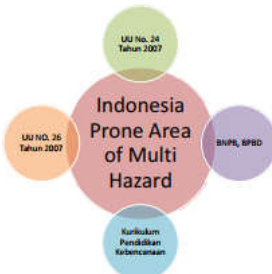 UU No. 24
Tahun 2007
Indonesia
Prone Area
of Multi
Hazard
UU NO. 26
Tahun 2007
BNPB, BPBD
Kurikulum
Pendidikan
Kebencanaan